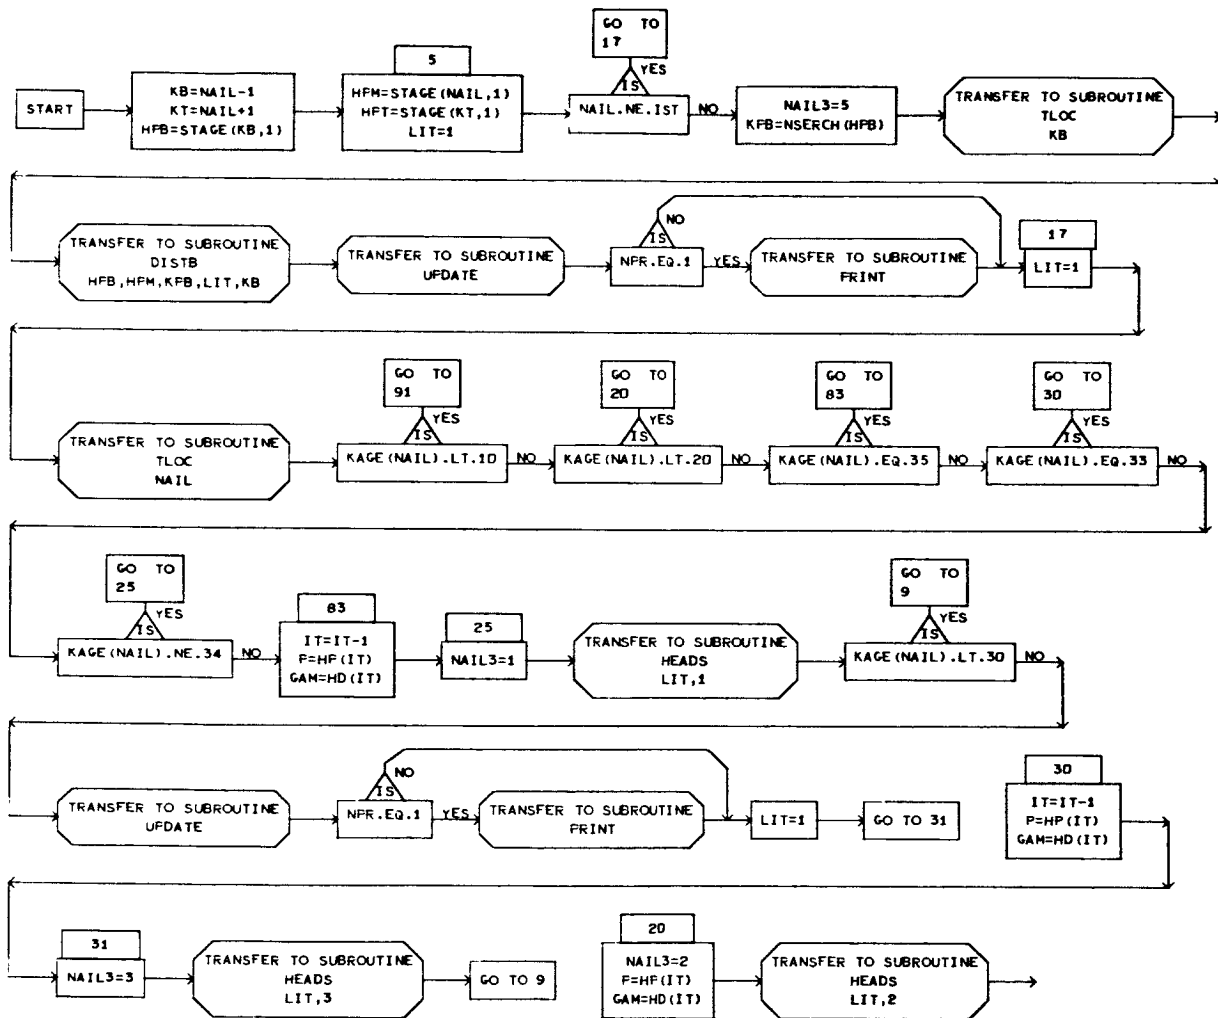 START
KB=NAIL-1
KT=NAIL+1
HPB=STAGE(KB,1)
5
HPM=STAGE(NAIL,1)
HPT=STAGE(KT,1)
LIT=1
GO TO
17
YES
IS
NAIL.NE.IST
NO
NAIL3=5
KPB=NSERCH(HPB)
TRANSFER TO SUBROUTINE
TLOC
KB
TRANSFER TO SUBROUTINE
DISTB
HPB,HPM,KPB,LIT,KB
TRANSFER TO SUBROUTINE
UPDATE
NO
IS
NPR.EQ.1
YES
TRANSFER TO SUBROUTINE
PRINT
17
LIT=1
TRANSFER TO SUBROUTINE
TLOC
NAIL
GO TO
91
YES
IS
KAGE(NAIL).LT.10
NO
GO TO
20
YES
IS
KAGE(NAIL).LT.20
NO
GO TO
83
YES
IS
KAGE(NAIL).EQ.35
NO
GO TO
30
YES
IS
KAGE(NAIL).EQ.33
NO
GO TO
25
YES
IS
KAGE(NAIL).NE.34
NO
83
IT=IT-1
P=HP(IT)
GAM=HD(IT)
25
NAIL3=1
TRANSFER TO SUBROUTINE
HEADS
LIT,1
GO TO
9
YES
IS
KAGE(NAIL).LT.30
NO
TRANSFER TO SUBROUTINE
UPDATE
NO
IS
NPR.EQ.1
YES
TRANSFER TO SUBROUTINE
PRINT
LIT=1
GO TO 31
30
IT=IT-1
P=HP(IT)
GAM=HD(IT)
31
NAIL3=3
TRANSFER TO SUBROUTINE
HEADS
LIT,3
GO TO 9
20
NAIL3=2
P=HP(IT)
GAM=HD(IT)
TRANSFER TO SUBROUTINE
HEADS
LIT,2